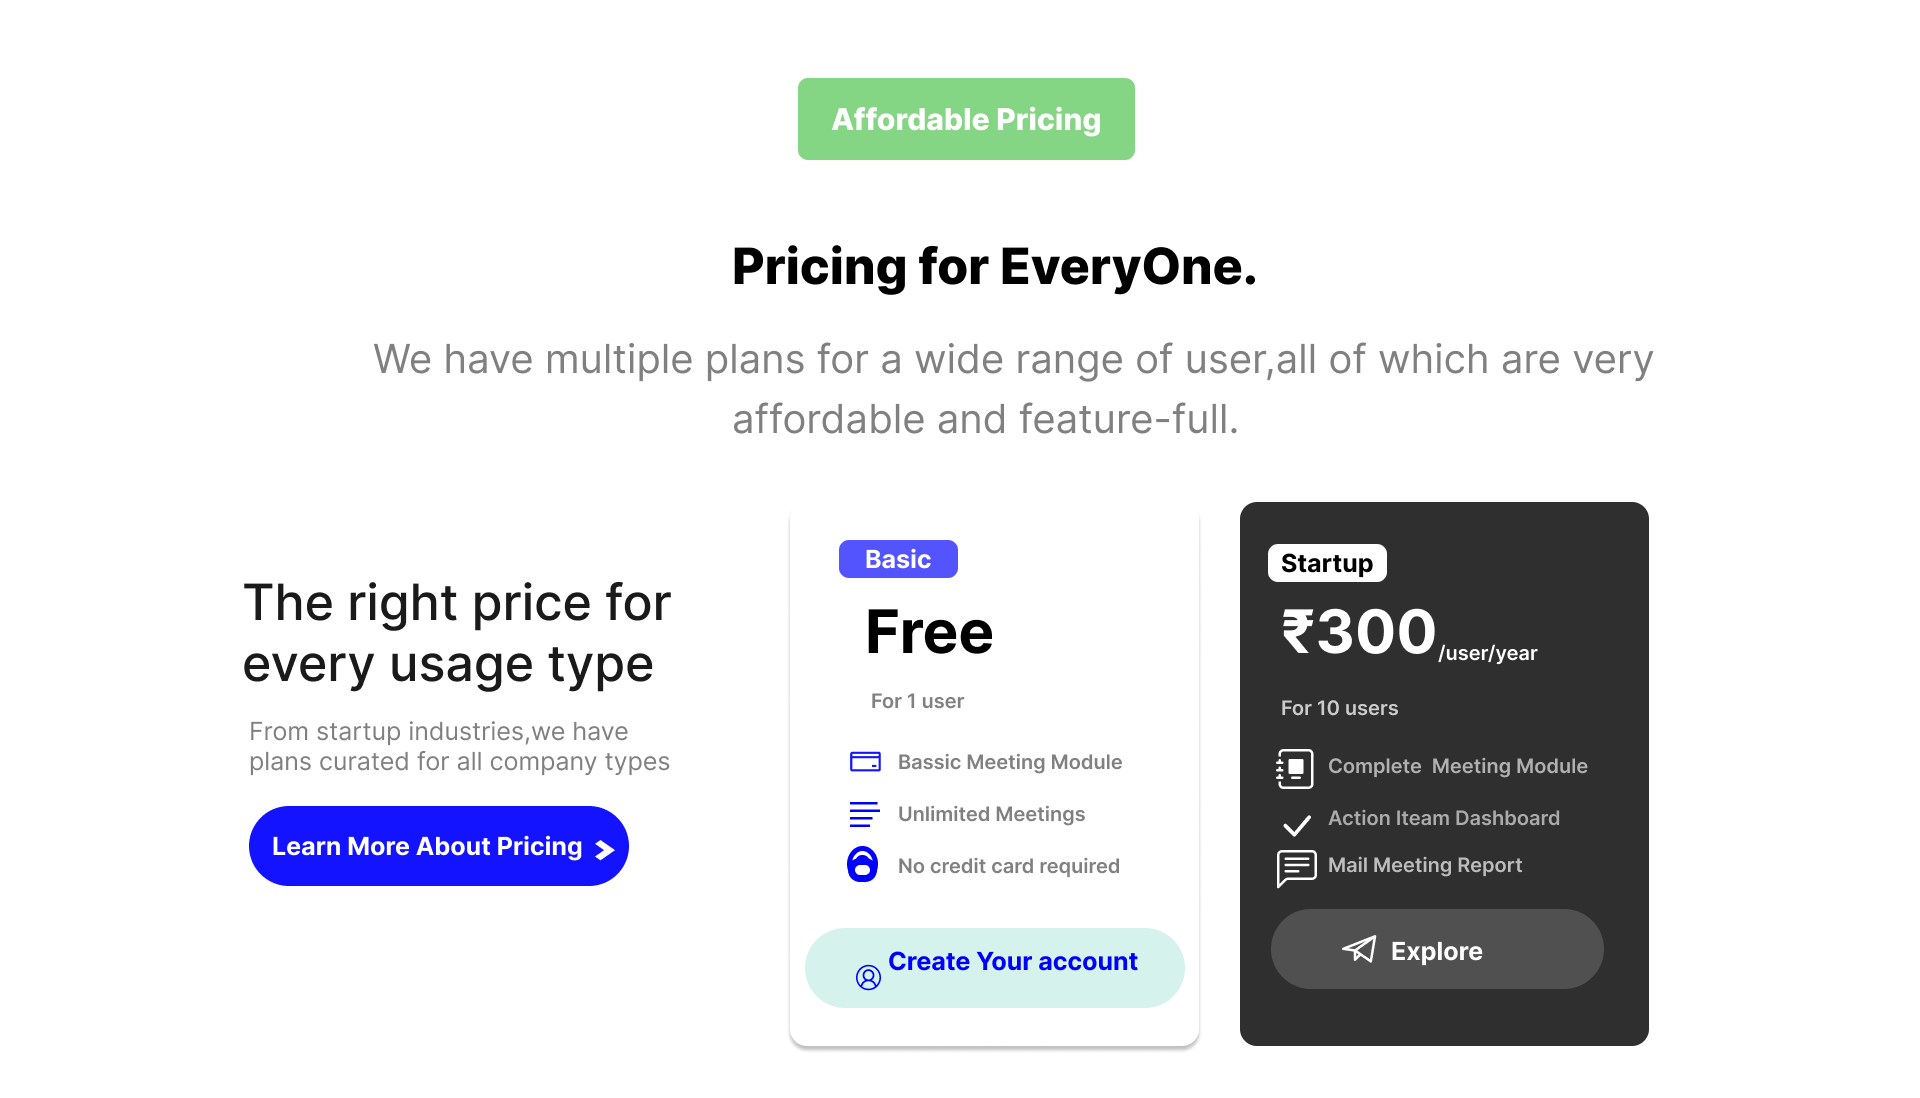 Affordable Pricing
Pricing for EveryOne.
We have multiple plans for a wide range of user,all of which are very
affordable and feature-full.
The right price for
every usage type
From startup industries,we have
plans curated for all company types
Learn More About Pricing
Basic
Free
For 1 user
Bassic Meeting Module
Unlimited Meetings
No credit card required
Create Your account
Startup
₹300/user/year
For 10 users
Complete  Meeting Module
Action Iteam Dashboard
Mail Meeting Report
Explore